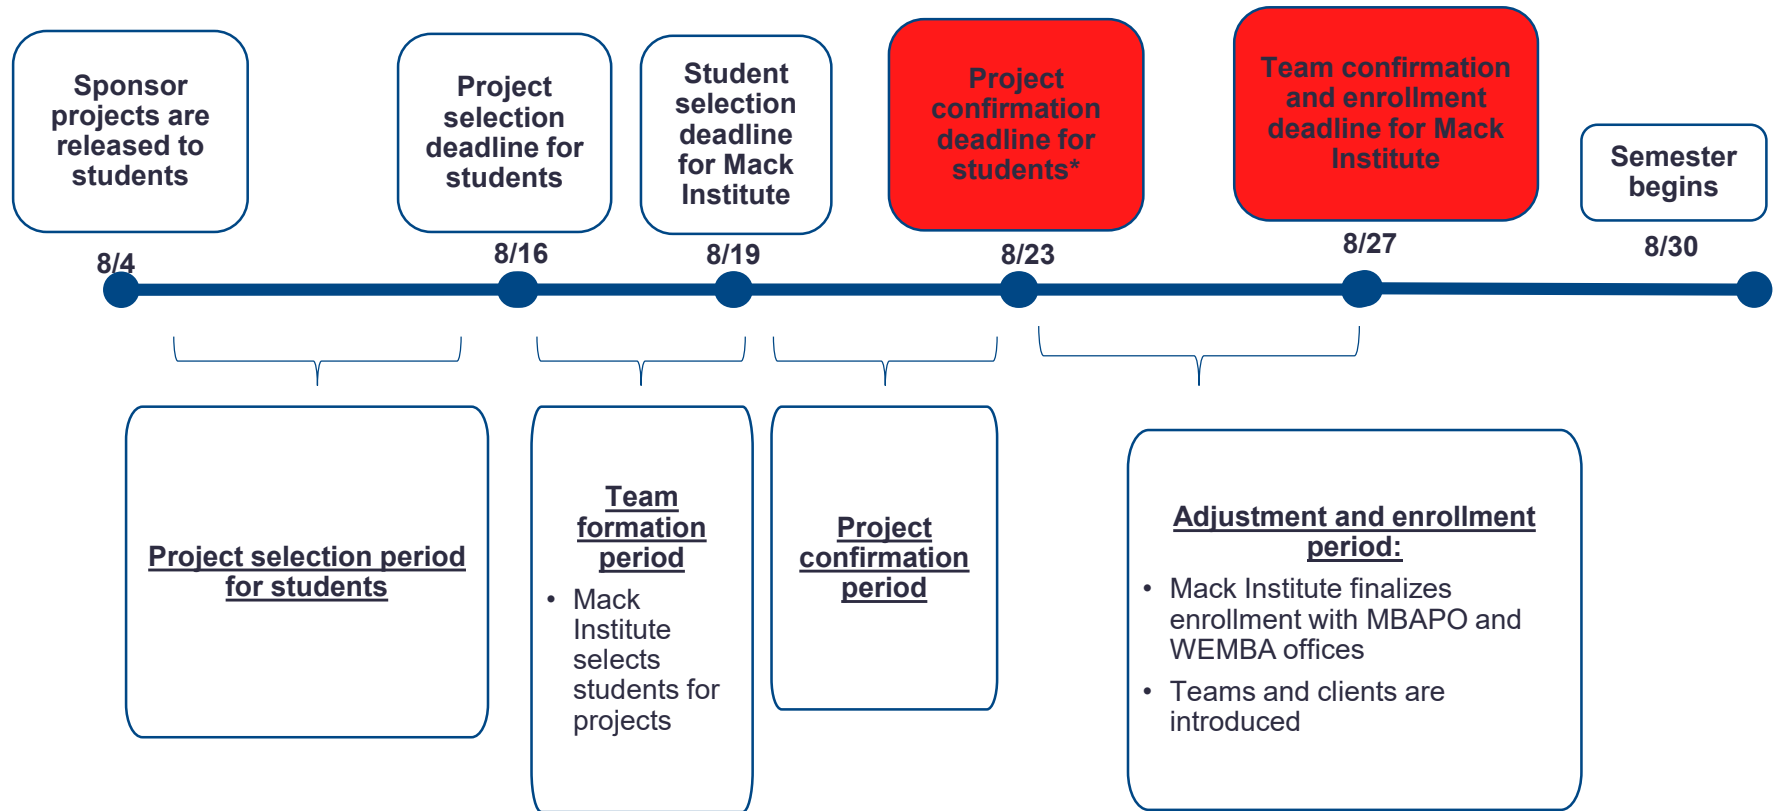 Sponsor
projects are
released to
students
Project
selection
deadline for
students
Student
selection
deadline
for Mack
Institute
Project
confirmation
deadline for
students*
Team confirmation
and enrollment
deadline for Mack
Institute
Semester
begins
8/4
8/16
8/19
8/23
8/27
8/30
Project selection period
for students
Team
formation
period
• Mack
Institute
selects
students for
projects
Project
confirmation
period
Adjustment and enrollment
period:
• Mack Institute finalizes
enrollment with MBAPO and
WEMBA offices
• Teams and clients are
introduced